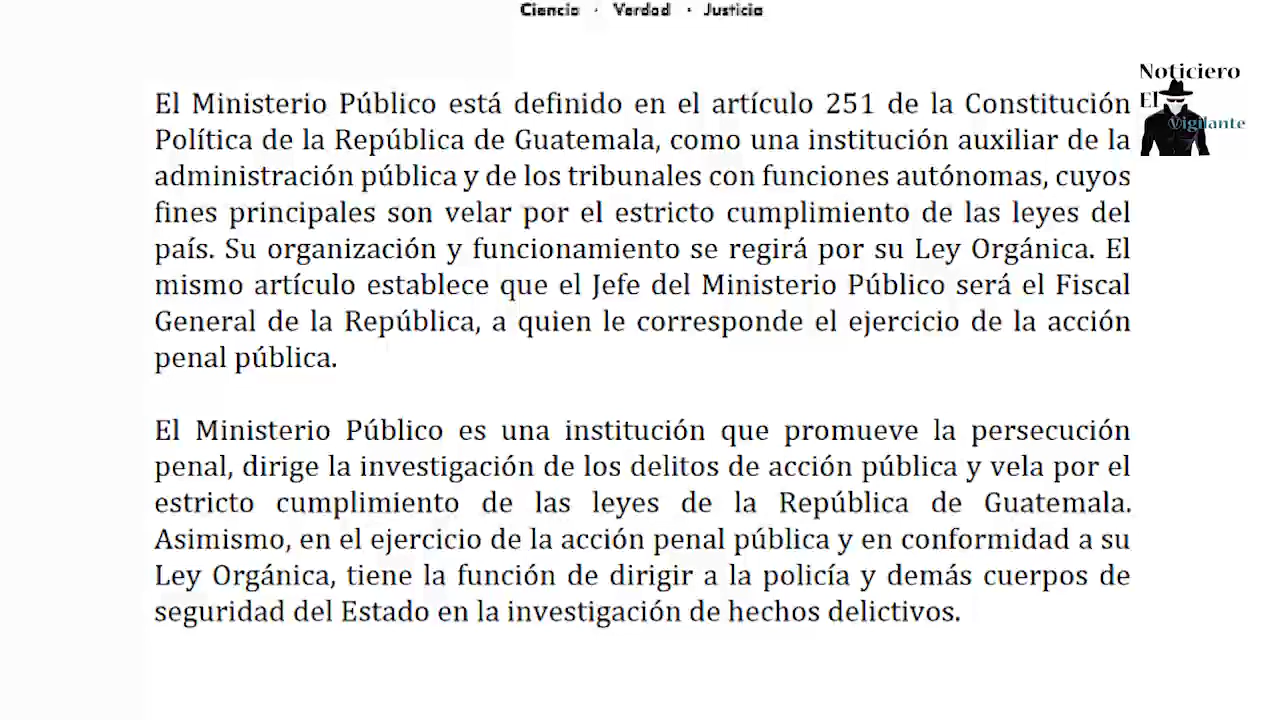 Ciencia · Verdad · Justicia
Noticiero
El
Vigilante
El Ministerio Público está definido en el artículo 251 de la Constitución
Política de la República de Guatemala, como una institución auxiliar de la
administración pública y de los tribunales con funciones autónomas, cuyos
fines principales son velar por el estricto cumplimiento de las leyes del
país. Su organización y funcionamiento se regirá por su Ley Orgánica. El
mismo artículo establece que el Jefe del Ministerio Público será el Fiscal
General de la República, a quien le corresponde el ejercicio de la acción
penal pública.
El Ministerio Público es una institución que promueve la persecución
penal, dirige la investigación de los delitos de acción pública y vela por el
estricto cumplimiento de las leyes de la República de Guatemala.
Asimismo, en el ejercicio de la acción penal pública y en conformidad a su
Ley Orgánica, tiene la función de dirigir a la policía y demás cuerpos de
seguridad del Estado en la investigación de hechos delictivos.